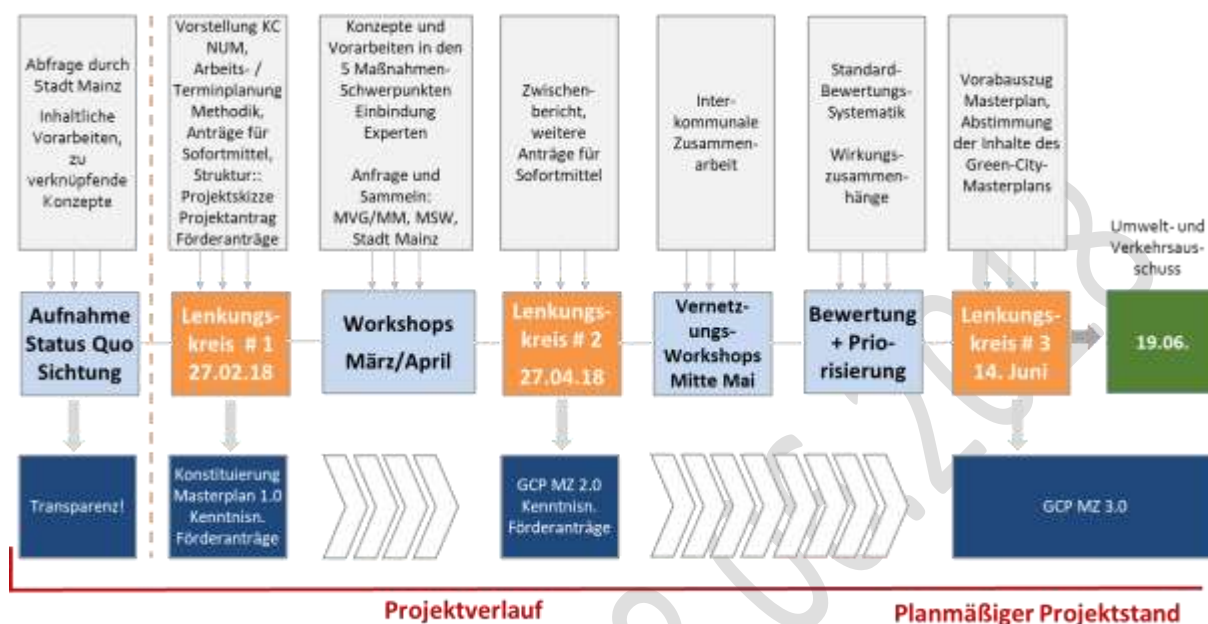 Abfrage durch
Stadt Mainz
Inhaltliche
Vorarbeiten,
zu
verknüpfende
Konzepte
Vorstellung KC
NUM,
Arbeits- /
Terminplanung
Methodik,
Anträge für
Sofortmittel,
Struktur::
Projektskizze
Projektantrag
Förderanträge
Konzepte und
Vorarbeiten in den
5 Maßnahmen-
Schwerpunkten
Einbindung
Experten
Anfrage und
Sammeln:
MVG/MM, MSW,
Stadt Mainz
Zwischen-
bericht,
weitere
Anträge für
Sofortmittel
Inter-
kommunale
Zusammen-
arbeit
Standard-
Bewertungs-
Systematik
Wirkungs-
zusammen-
hänge
Vorabauszug
Masterplan,
Abstimmung
der Inhalte des
Green-City-
Masterplans
Umwelt- und
Verkehrsaus-
schuss
Aufnahme
Status Quo
Sichtung
Lenkungs-
kreis # 1
27.02.18
Workshops
März/April
Lenkungs-
kreis # 2
27.04.18
Vernetz-
ungs-
Workshops
Mitte Mai
Bewertung
+ Prio-
risierung
Lenkungs-
kreis # 3
14. Juni
19.06.
Transparenz!
Konstituierung
Masterplan 1.0
Kenntnisn.
Förderanträge
GCP MZ 2.0
Kenntnisn.
Förderanträge
GCP MZ 3.0
Projektverlauf
Planmäßiger Projektstand